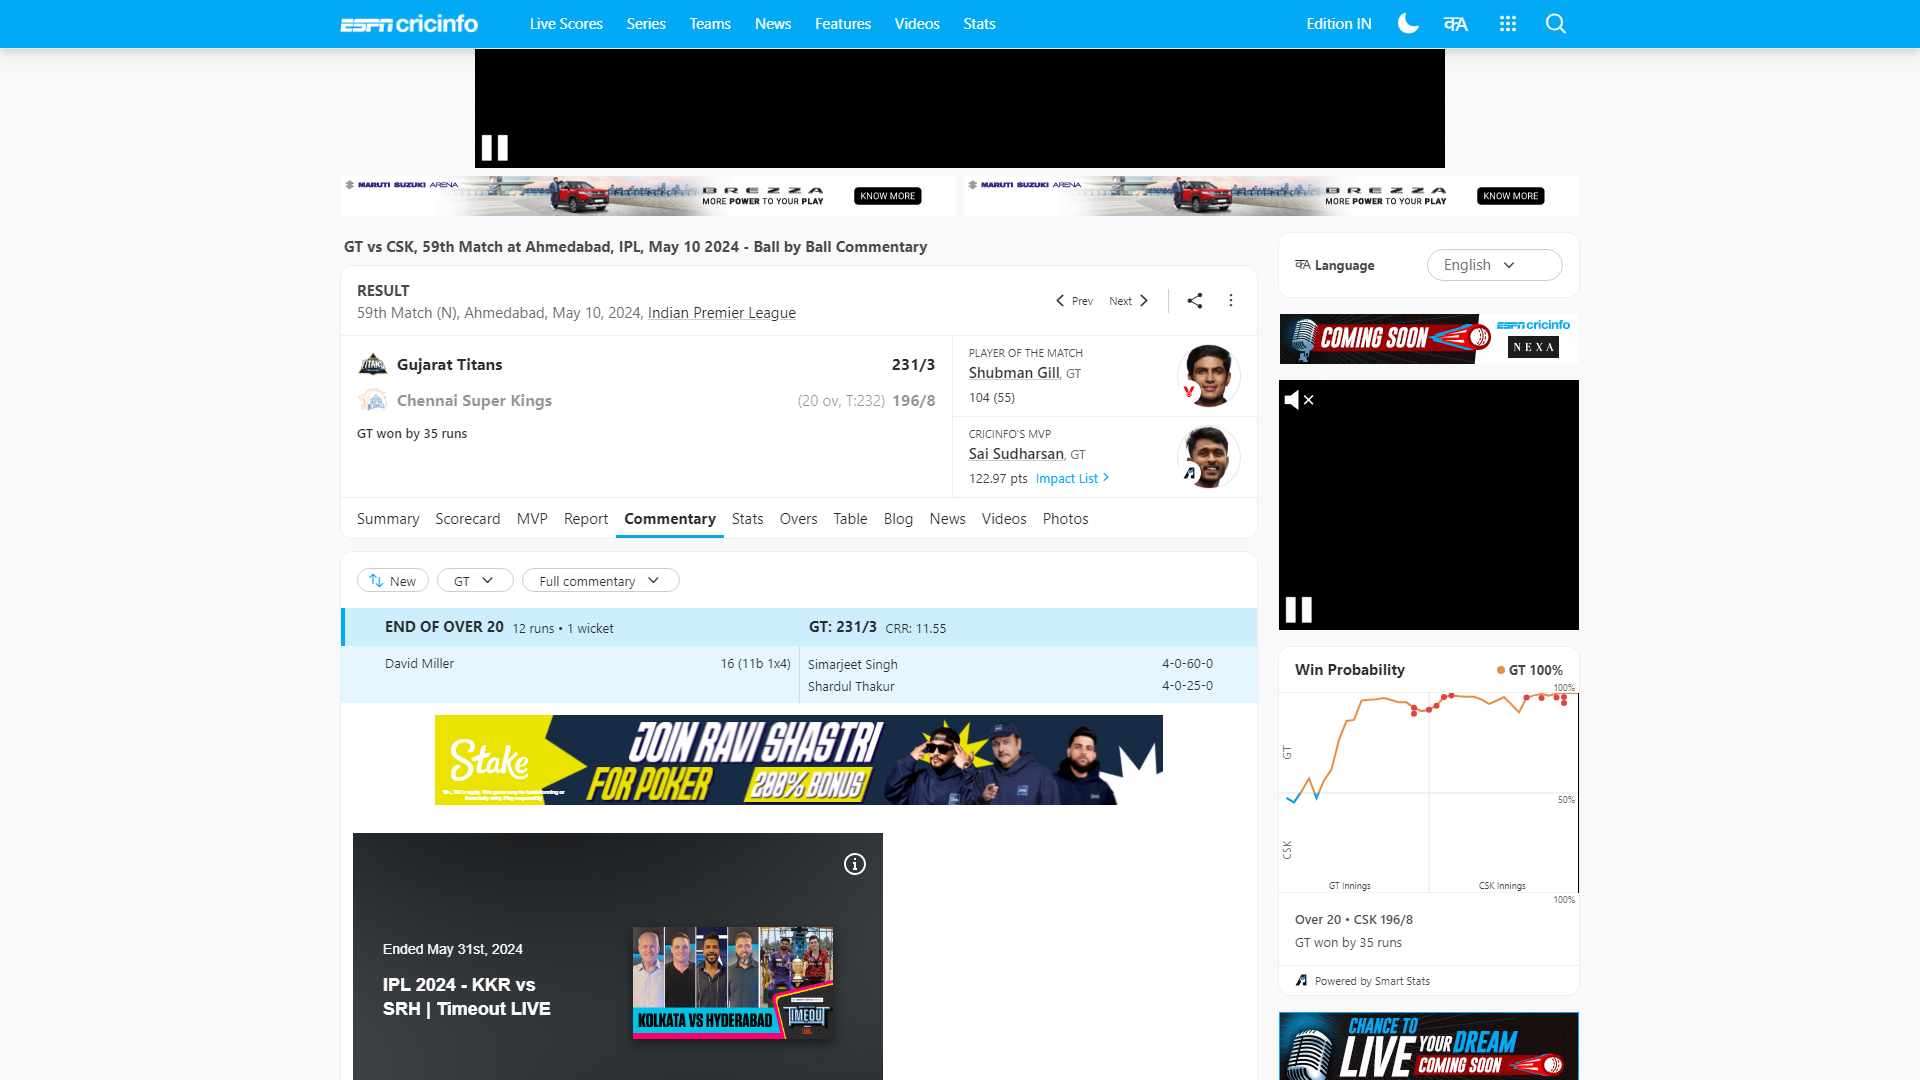 ESPN cricinfo
Live Scores Series Teams News Features Videos Stats
Edition IN
MARUTI SUZUKI ARENA
BREZZA
MORE POWER TO YOUR PLAY
KNOW MORE
MARUTI SUZUKI ARENA
BREZZA
MORE POWER TO YOUR PLAY
KNOW MORE
GT vs CSK, 59th Match at Ahmedabad, IPL, May 10 2024 - Ball by Ball Commentary
RESULT
59th Match (N), Ahmedabad, May 10, 2024, Indian Premier League
Prev Next
Gujarat Titans 231/3
Chennai Super Kings (20 ov, T:232) 196/8
GT won by 35 runs
PLAYER OF THE MATCH
Shubman Gill, GT
104 (55)
CRICINFO'S MVP
Sai Sudharsan, GT
122.97 pts Impact List
Summary Scorecard MVP Report Commentary Stats Overs Table Blog News Videos Photos
New GT Full commentary
END OF OVER 20 12 runs • 1 wicket GT: 231/3 CRR: 11.55
David Miller 16 (11b 1x4)
Simarjeet Singh 4-0-60-0
Shardul Thakur 4-0-25-0
Stake
JOIN RAVI SHASTRI
FOR POKER 200% BONUS
Ended May 31st, 2024
IPL 2024 - KKR vs
SRH | Timeout LIVE
KOLKATA VS HYDERABAD
TIMEOUT
Language English
COMING SOON
ESPN cricinfo
NEXA
Win Probability GT 100%
100%
GT
50%
CSK
GT Innings CSK Innings
100%
Over 20 • CSK 196/8
GT won by 35 runs
Powered by Smart Stats
CHANCE TO
LIVE YOUR DREAM
COMING SOON